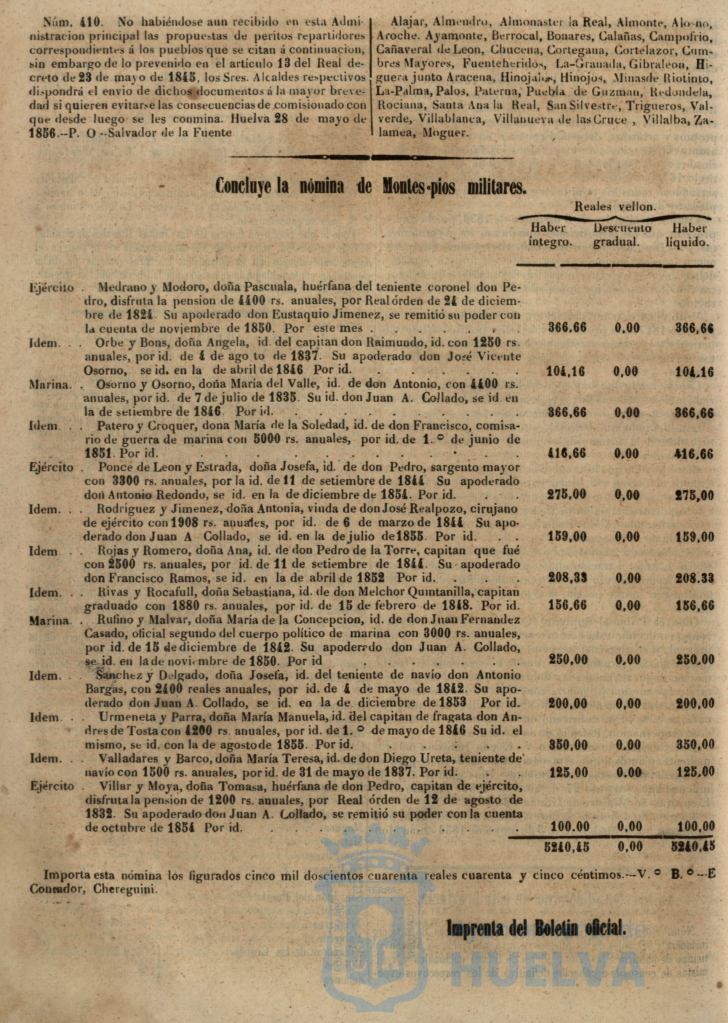 Núm. 410. No habiéndose aun recibido en esta Admi-
nistracion principal las propuestas de peritos repartidores
correspondientes á los pueblos que se citan á continuacion,
sin embargo de lo prevenido en el artículo 13 del Real de-
creto de 23 de mayo de 1845, los Sres. Alcaldes respectivos
dispondrá el envio de dichos documentos á la mayor breve-
dad si quieren evitarse las consecuencias de comisionado con
que desde luego se les conmina. Huelva 28 de mayo de
1856.--P. O--Salvador de la Fuente
Alajar, Almendro, Almonaster la Real, Almonte, Alosno,
Aroche. Ayamonte, Berrocal, Bonares, Calañas, Campofrio,
Cañaveral de Leon, Chucena, Cortegana, Cortelazor, Cum-
bres Mayores, Fuenteheridos, La-Granada, Gibraleon, Hi-
guera junto Aracena, Hinojales, Hinojos, Minas de Riotinto,
La-Palma, Palos, Paterna, Puebla de Guzman, Redondela,
Rociana, Santa Ana la Real, San Silvestre, Trigueros, Val-
verde, Villablanca, Villanueva de las Cruce , Villalba, Za-
lamea, Moguer.
Concluye la nómina de Montes-pios militares.
Reales vellon.
Haber Descuento Haber
íntegro. gradual. líquido.
Ejército . Medrano y Modoro, doña Pascuala, huérfana del teniente coronel don Pe-
dro, disfruta la pension de 4400 rs. anuales, por Real órden de 24 de diciem-
bre de 1824. Su apoderado don Eustaquio Jimenez, se remitió su poder con
la cuenta de noviembre de 1850. Por este mes . . . . . . 366,66 0,00 366,66
Idem. . . Orbe y Bons, doña Angela, id. del capitan don Raimundo, id. con 1250 rs.
anuales, por id. de 4 de ago to de 1837. Su apoderado don José Vicente
Osorno, se id. en la de abril de 1846 Por id. . . . . . . 104,16 0,00 104,16
Marina. . Osorno y Osorno, doña María del Valle, id. de don Antonio, con 4400 rs.
anuales, por id. de 7 de julio de 1835. Su id. don Juan A. Collado, se id. en
la de setiembre de 1846. Por id. . . . . . . . . 366,66 0,00 366,66
Idem. . . Patero y Croquer, dona María de la Soledad, id. de don Francisco, comisa-
rio de guerra de marina con 5000 rs. anuales, por id. de 1.º de junio de
1851. Por id. . . . . . . . . . . 416,66 0,00 416,66
Ejército . Ponce de Leon y Estrada, doña Josefa, id. de don Pedro, sargento mayor
con 3300 rs. anuales, por la id. de 11 de setiembre de 1844 Su apoderado
don Antonio Redondo, se id. en la de diciembre de 1854. Por id. . . 275,00 0,00 275,00
Idem. . . Rodriguez y Jimenez, doña Antonia, viuda de don José Realpozo, cirujano
de ejército con 1908 rs. anuales, por id. de 6 de marzo de 1844 Su apo-
derado don Juan A Collado, se id. en la de julio de 1855. Por id. . . 159,00 0,00 159,00
Idem . . Rojas y Romero, doña Ana, id. de don Pedro de la Torre, capitan que fué
con 2500 rs. anuales, por id. de 11 de setiembre de 1844. Su apoderado
don Francisco Ramos, se id. en la de abril de 1852 Por id. . . . 208,33 0,00 208.33
Idem. . . Rivas y Rocafull, doña Sebastiana, id. de don Melchor Quintanilla, capitan
graduado con 1880 rs. anuales, por id. de 15 de febrero de 1848. Por id. 156,66 0,00 156,66
Marina. . Rufino y Malvar, doña María de la Concepcion, id. de don Juan Fernandez
Casado, oficial segundo del cuerpo político de marina con 3000 rs. anuales,
por id. de 15 de diciembre de 1842. Su apoderado don Juan A. Collado,
se id. en la de noviembre de 1850. Por id . . . . . . 250,00 0,00 250.00
Idem. . . Sanchez y Delgado, doña Josefa, id. del teniente de navío don Antonio
Bargas, con 2400 reales anuales, por id. de 4 de mayo de 1842. Su apo-
derado don Juan A. Collado, se id. en la de diciembre de 1853 Por id. 200,00 0,00 200,00
Idem. . . Urmeneta y Parra, doña María Manuela, id. del capitan de fragata don An-
dres de Tosta con 4200 rs. anuales, por id. de 1.º de mayo de 1846 Su id. el
mismo, se id. con la de agosto de 1855. Por id. . . . . . 350,00 0,00 350,00
Idem. . . Valladares y Barco, doña María Teresa, id. de don Diego Ureta, teniente de
navío con 1500 rs. anuales, por id. de 31 de mayo de 1837. Por id. . . 125,00 0.00 125.00
Ejército . Villar y Moya, doña Tomasa, huérfana de don Pedro, capitan de ejército,
disfruta la pension de 1200 rs. anuales, por Real órden de 12 de agosto de
1832. Su apoderado don Juan A. Collado, se remitió su poder con la cuenta
de octubre de 1854 Por id. . . . . . . . . 100.00 0,00 100,00
5240,45 0,00 5240,45
Importa esta nómina los figurados cinco mil doscientos cuarenta reales cuarenta y cinco céntimos.--V.º B.º--E
Contador, Chereguini.
Imprenta del Boletin oficial.
HUELVA